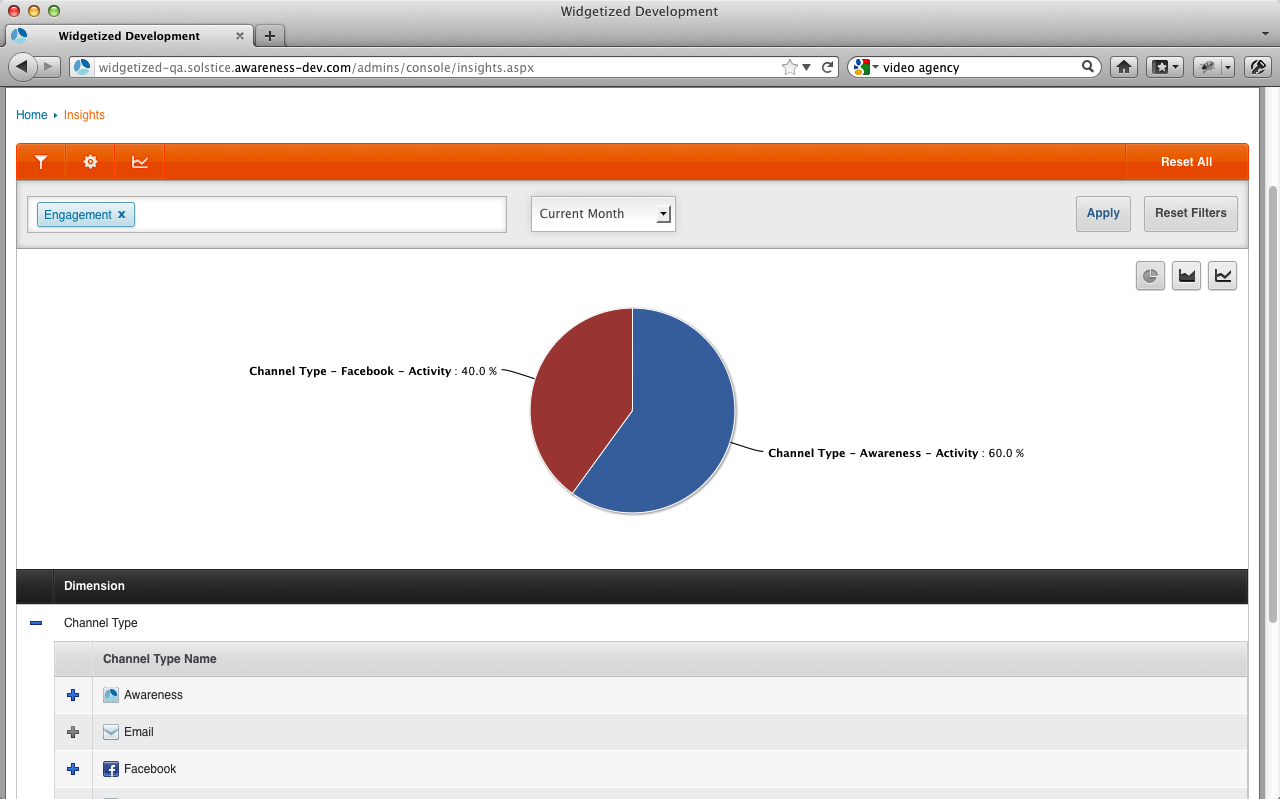 Widgetized Development
Widgetized Development
widgetized-qa.solstice.awareness-dev.com/admins/console/insights.aspx
video agency
Home Insights
Reset All
Engagement x
Current Month
Apply
Reset Filters
Channel Type - Facebook - Activity : 40.0 %
Channel Type - Awareness - Activity : 60.0 %
Dimension
Channel Type
Channel Type Name
Awareness
Email
Facebook